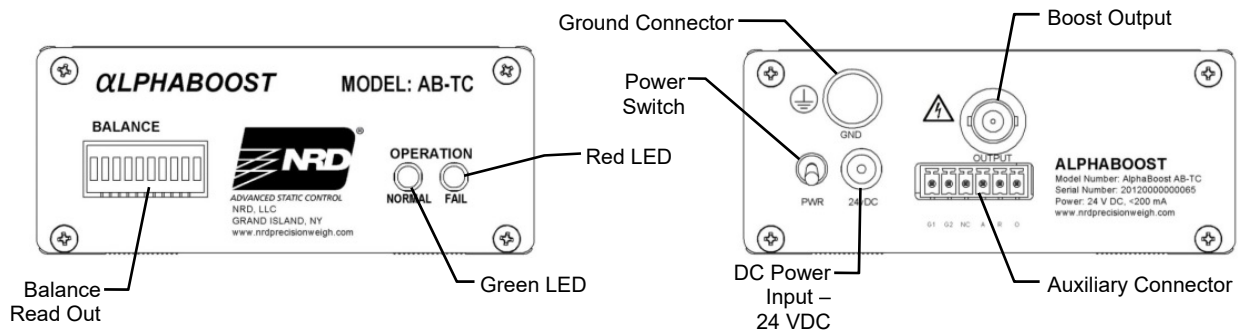 αLPHABOOST
MODEL: AB-TC
BALANCE
NRD®
ADVANCED STATIC CONTROL
NRD, LLC
GRAND ISLAND, NY
www.nrdprecisionweigh.com
OPERATION
NORMAL FAIL
Red LED
Green LED
Balance
Read Out
Ground Connector
Boost Output
Power
Switch
GND
OUTPUT
PWR
24VDC
G1 G2 NC A R O
ALPHABOOST
Model Number: AlphaBoost AB-TC
Serial Number: 20120000000065
Power: 24 V DC, <200 mA
www.nrdprecisionweigh.com
DC Power
Input –
24 VDC
Auxiliary Connector